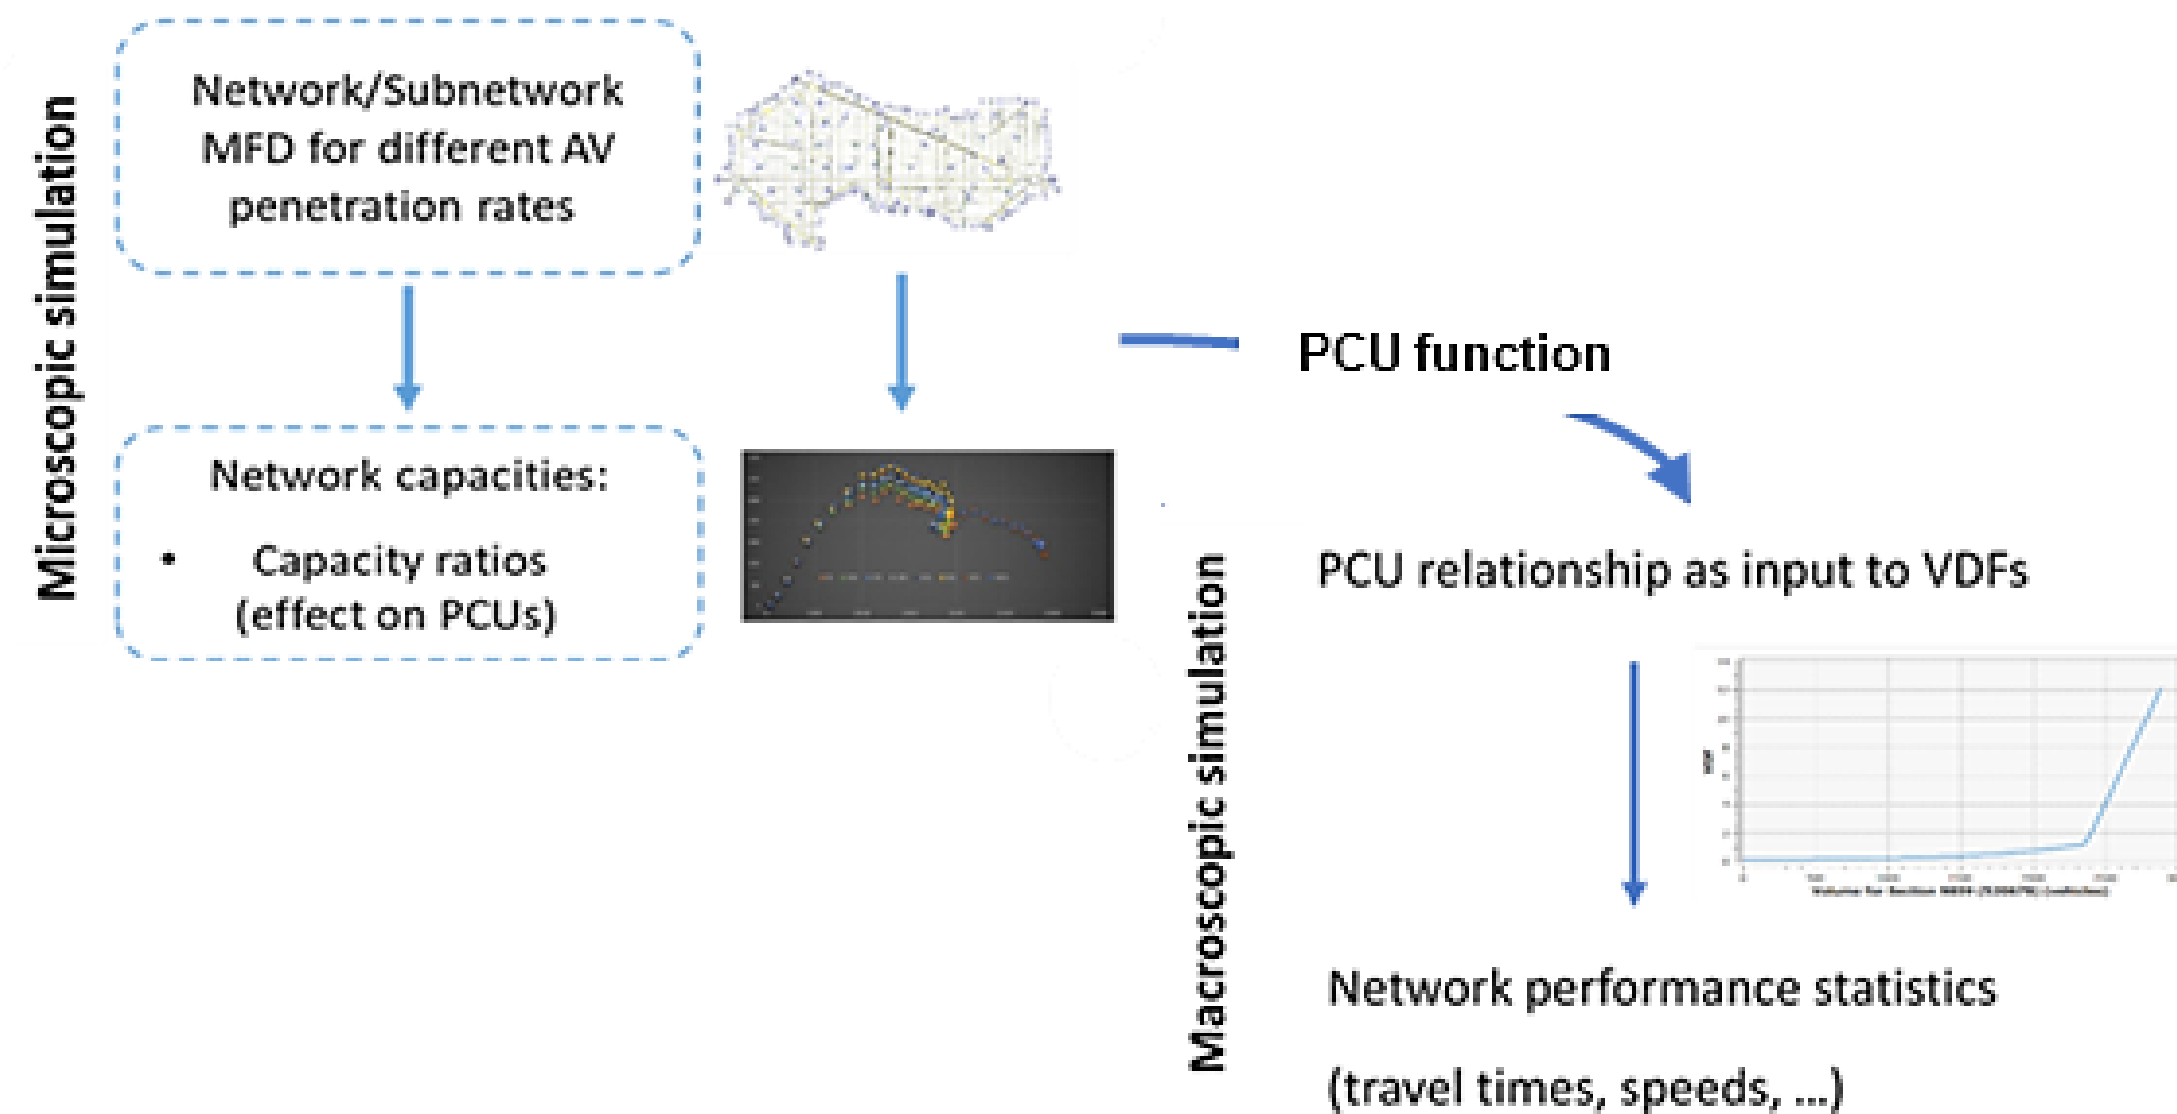 Microscopic simulation
Network/Subnetwork
MFD for different AV
penetration rates
Network capacities:
• Capacity ratios
(effect on PCUs)
PCU function
Macroscopic simulation
PCU relationship as input to VDFs
Network performance statistics
(travel times, speeds, ...)